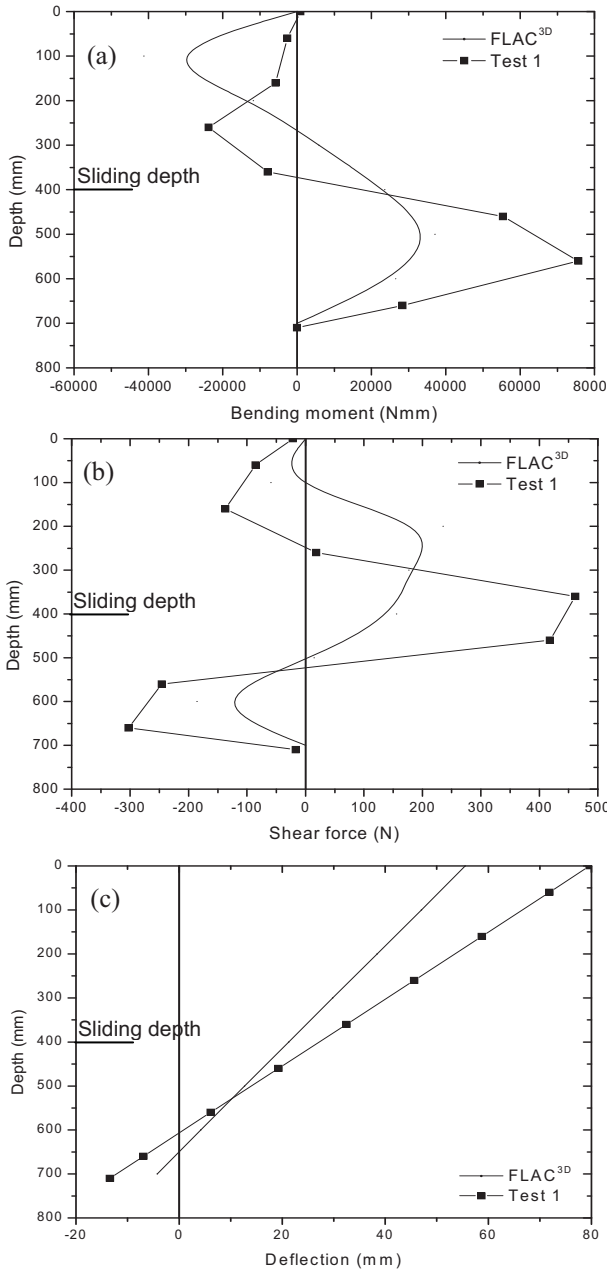 0
100
200
300
400
500
600
700
800
Depth (mm)
(a)
FLAC3D
Test 1
Sliding depth
-60000 -40000 -20000 0 20000 40000 60000 80000
Bending moment (Nmm)
0
100
200
300
400
500
600
700
800
Depth (mm)
(b)
FLAC3D
Test 1
Sliding depth
-400 -300 -200 -100 0 100 200 300 400 500
Shear force (N)
0
100
200
300
400
500
600
700
800
Depth (mm)
(c)
Sliding depth
FLAC3D
Test 1
-20 0 20 40 60 80
Deflection (mm)